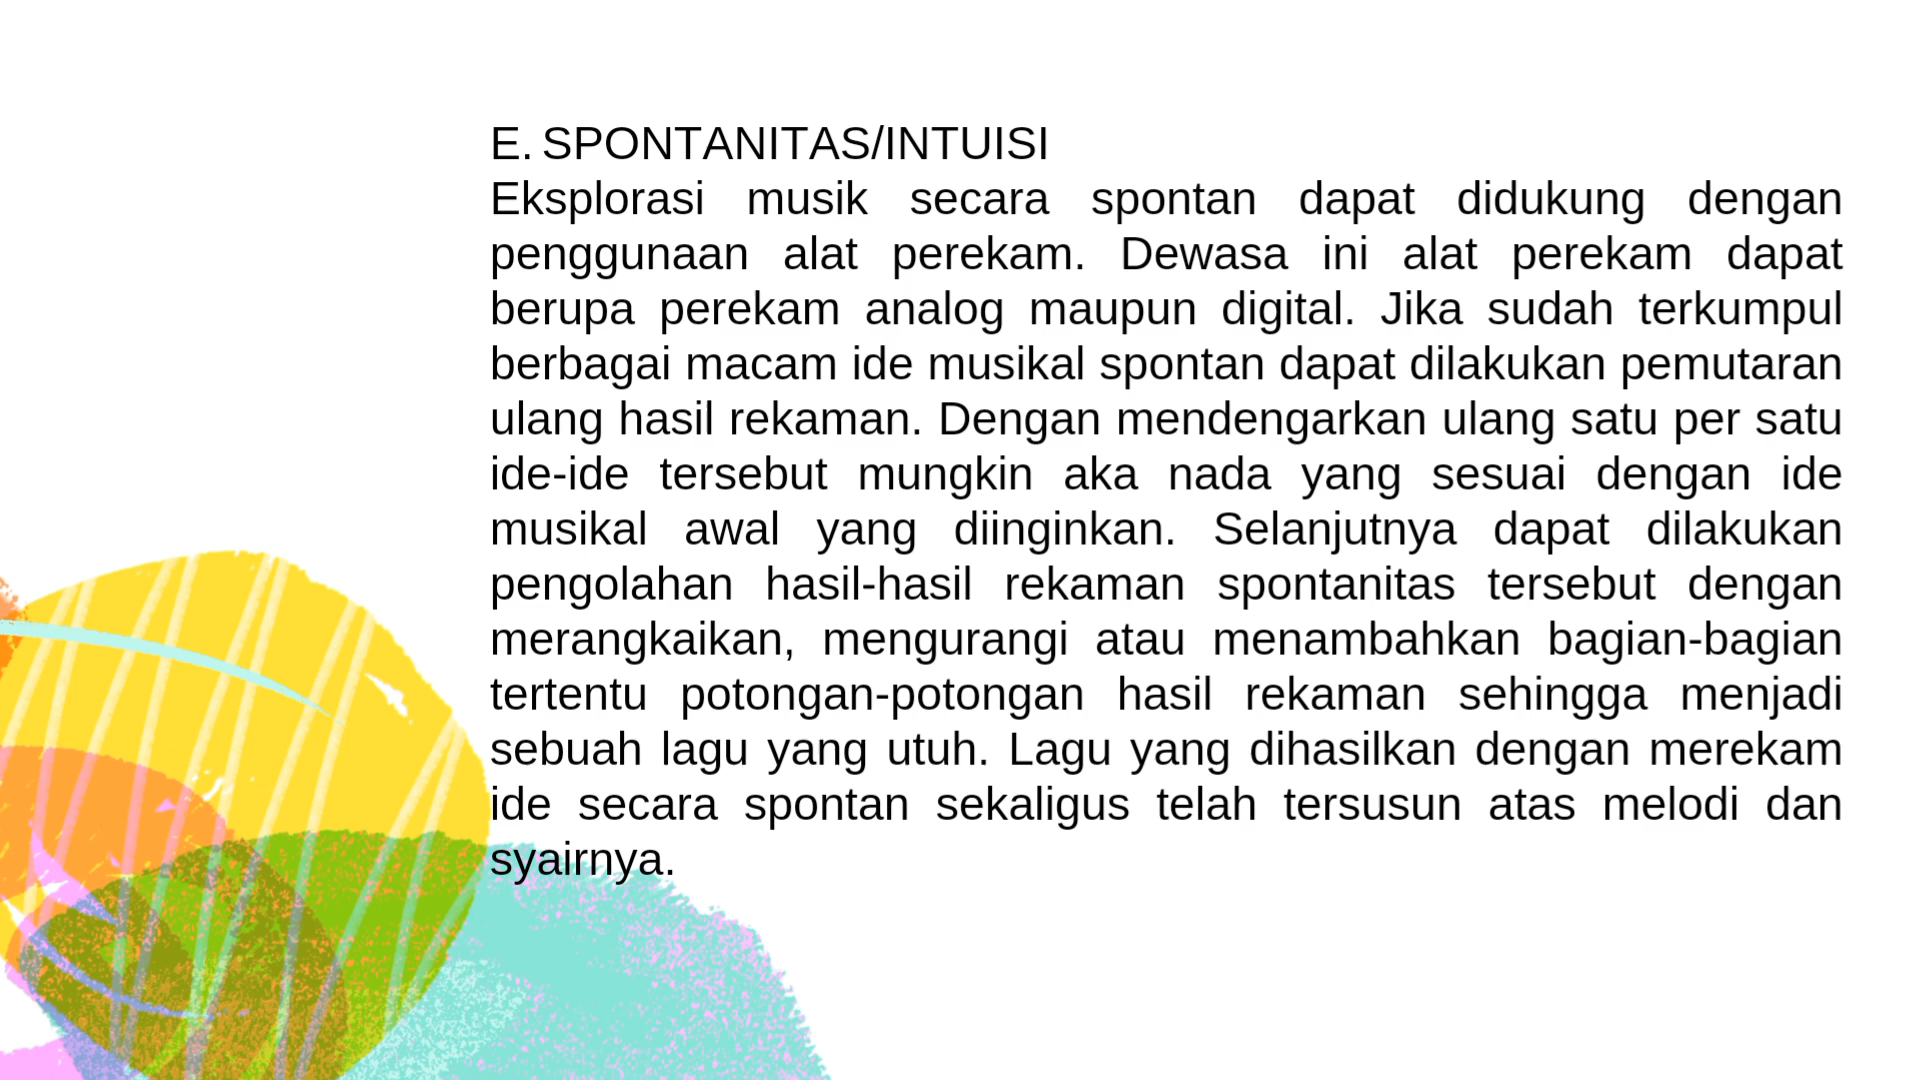 E. SPONTANITAS/INTUISI
Eksplorasi musik secara spontan dapat didukung dengan
penggunaan alat perekam. Dewasa ini alat perekam dapat
berupa perekam analog maupun digital. Jika sudah terkumpul
berbagai macam ide musikal spontan dapat dilakukan pemutaran
ulang hasil rekaman. Dengan mendengarkan ulang satu per satu
ide-ide tersebut mungkin aka nada yang sesuai dengan ide
musikal awal yang diinginkan. Selanjutnya dapat dilakukan
pengolahan hasil-hasil rekaman spontanitas tersebut dengan
merangkaikan, mengurangi atau menambahkan bagian-bagian
tertentu potongan-potongan hasil rekaman sehingga menjadi
sebuah lagu yang utuh. Lagu yang dihasilkan dengan merekam
ide secara spontan sekaligus telah tersusun atas melodi dan
syairnya.